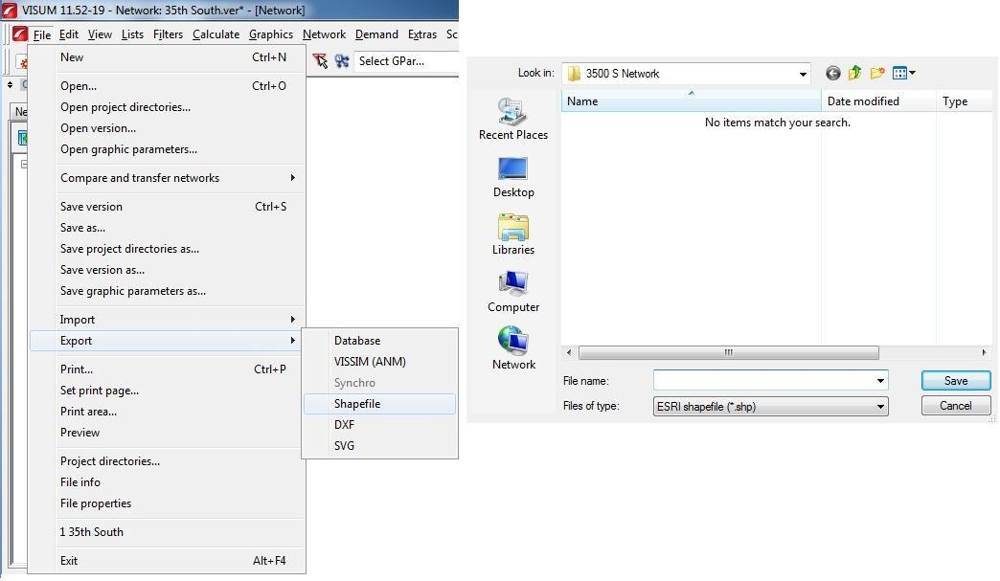 VISUM 11.52-19 - Network: 35th South.ver* - [Network]
File Edit View Lists Filters Calculate Graphics Network Demand Extras Sc
New Ctrl+N
Select GPar...
Open... Ctrl+O
Open project directories...
Ne
Open version...
Open graphic parameters...
Compare and transfer networks
Save version Ctrl+S
Save as...
Save project directories as...
Save version as...
Save graphic parameters as...
Import
Export
Print... Ctrl+P
Set print page...
Print area...
Preview
Project directories...
File info
File properties
1 35th South
Exit Alt+F4
Database
VISSIM (ANM)
Synchro
Shapefile
DXF
SVG
Look in: 3500 S Network
Name Date modified Type
No items match your search.
Recent Places
Desktop
Libraries
Computer
Network
File name:
Save
Files of type: ESRI shapefile (*.shp)
Cancel